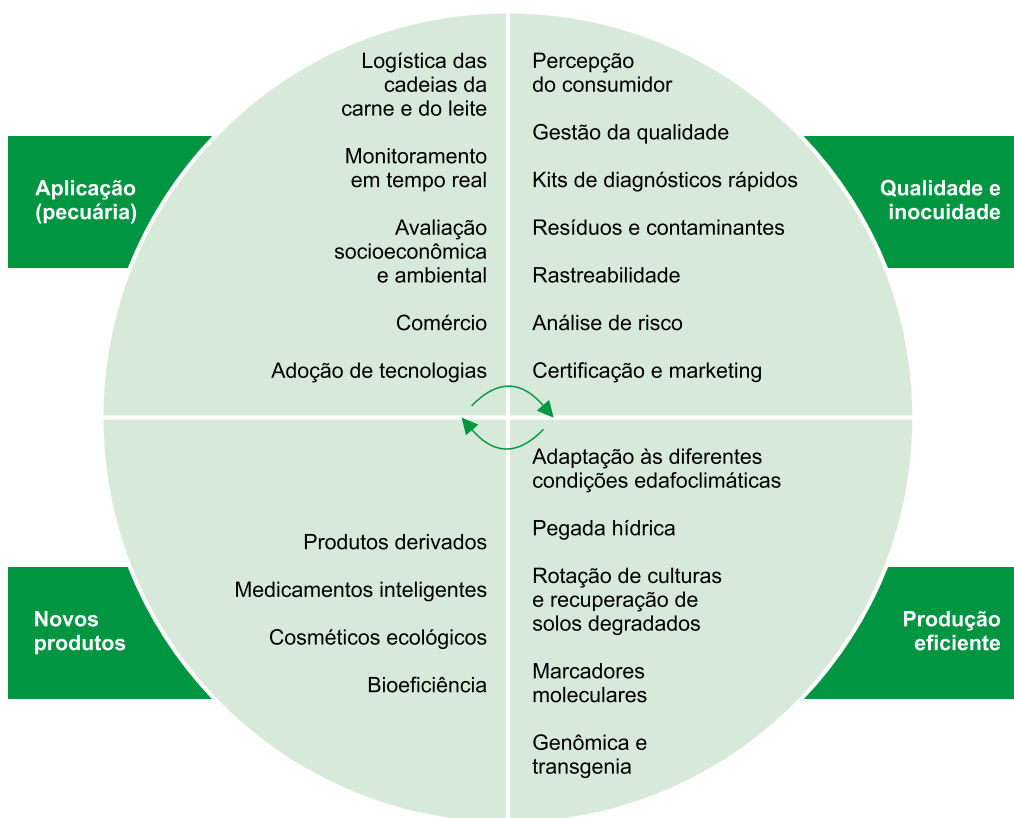 Aplicação
(pecuária)
Logística das
cadeias da
carne e do leite
Monitoramento
em tempo real
Avaliação
socioeconômica
e ambiental
Comércio
Adoção de tecnologias
Percepção
do consumidor
Gestão da qualidade
Kits de diagnósticos rápidos
Resíduos e contaminantes
Rastreabilidade
Análise de risco
Certificação e marketing
Qualidade e
inocuidade
Novos
produtos
Produtos derivados
Medicamentos inteligentes
Cosméticos ecológicos
Bioeficiência
Adaptação às diferentes
condições edafoclimáticas
Pegada hídrica
Rotação de culturas
e recuperação de
solos degradados
Marcadores
moleculares
Genômica e
transgenia
Produção
eficiente